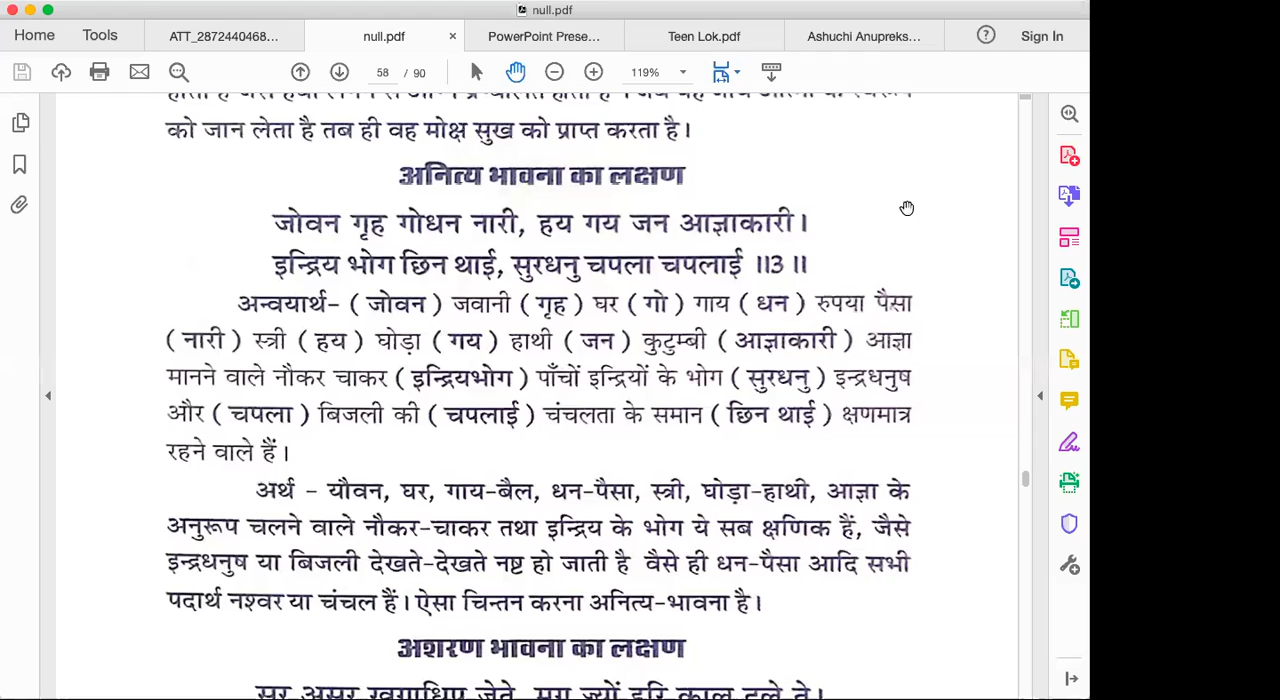 null.pdf
Home Tools ATT_2872440468... null.pdf × PowerPoint Prese... Teen Lok.pdf Ashuchi Anupreks... Sign In
58 / 90 119%
को जान लेता है तब ही वह मोक्ष सुख को प्राप्त करता है।
अनित्य भावना का लक्षण
जोवन गृह गोधन नारी, हय गय जन आज्ञाकारी।
इन्द्रिय भोग छिन थाई, सुरधनु चपला चपलाई ॥3॥
अन्वयार्थ- ( जोवन ) जवानी ( गृह ) घर ( गो ) गाय ( धन ) रुपया पैसा
( नारी ) स्त्री ( हय ) घोड़ा ( गय ) हाथी ( जन ) कुटुम्बी ( आज्ञाकारी ) आज्ञा
मानने वाले नौकर चाकर ( इन्द्रियभोग ) पाँचों इन्द्रियों के भोग ( सुरधनु ) इन्द्रधनुष
और ( चपला ) बिजली की ( चपलाई ) चंचलता के समान ( छिन थाई ) क्षणमात्र
रहने वाले हैं।
अर्थ - यौवन, घर, गाय-बैल, धन-पैसा, स्त्री, घोड़ा-हाथी, आज्ञा के
अनुरूप चलने वाले नौकर-चाकर तथा इन्द्रिय के भोग ये सब क्षणिक हैं, जैसे
इन्द्रधनुष या बिजली देखते-देखते नष्ट हो जाती है वैसे ही धन-पैसा आदि सभी
पदार्थ नश्वर या चंचल हैं। ऐसा चिन्तन करना अनित्य-भावना है।
अशरण भावना का लक्षण
सुर असुर खगाधिप जेते, मृग ज्यों हरि काल दले ते।